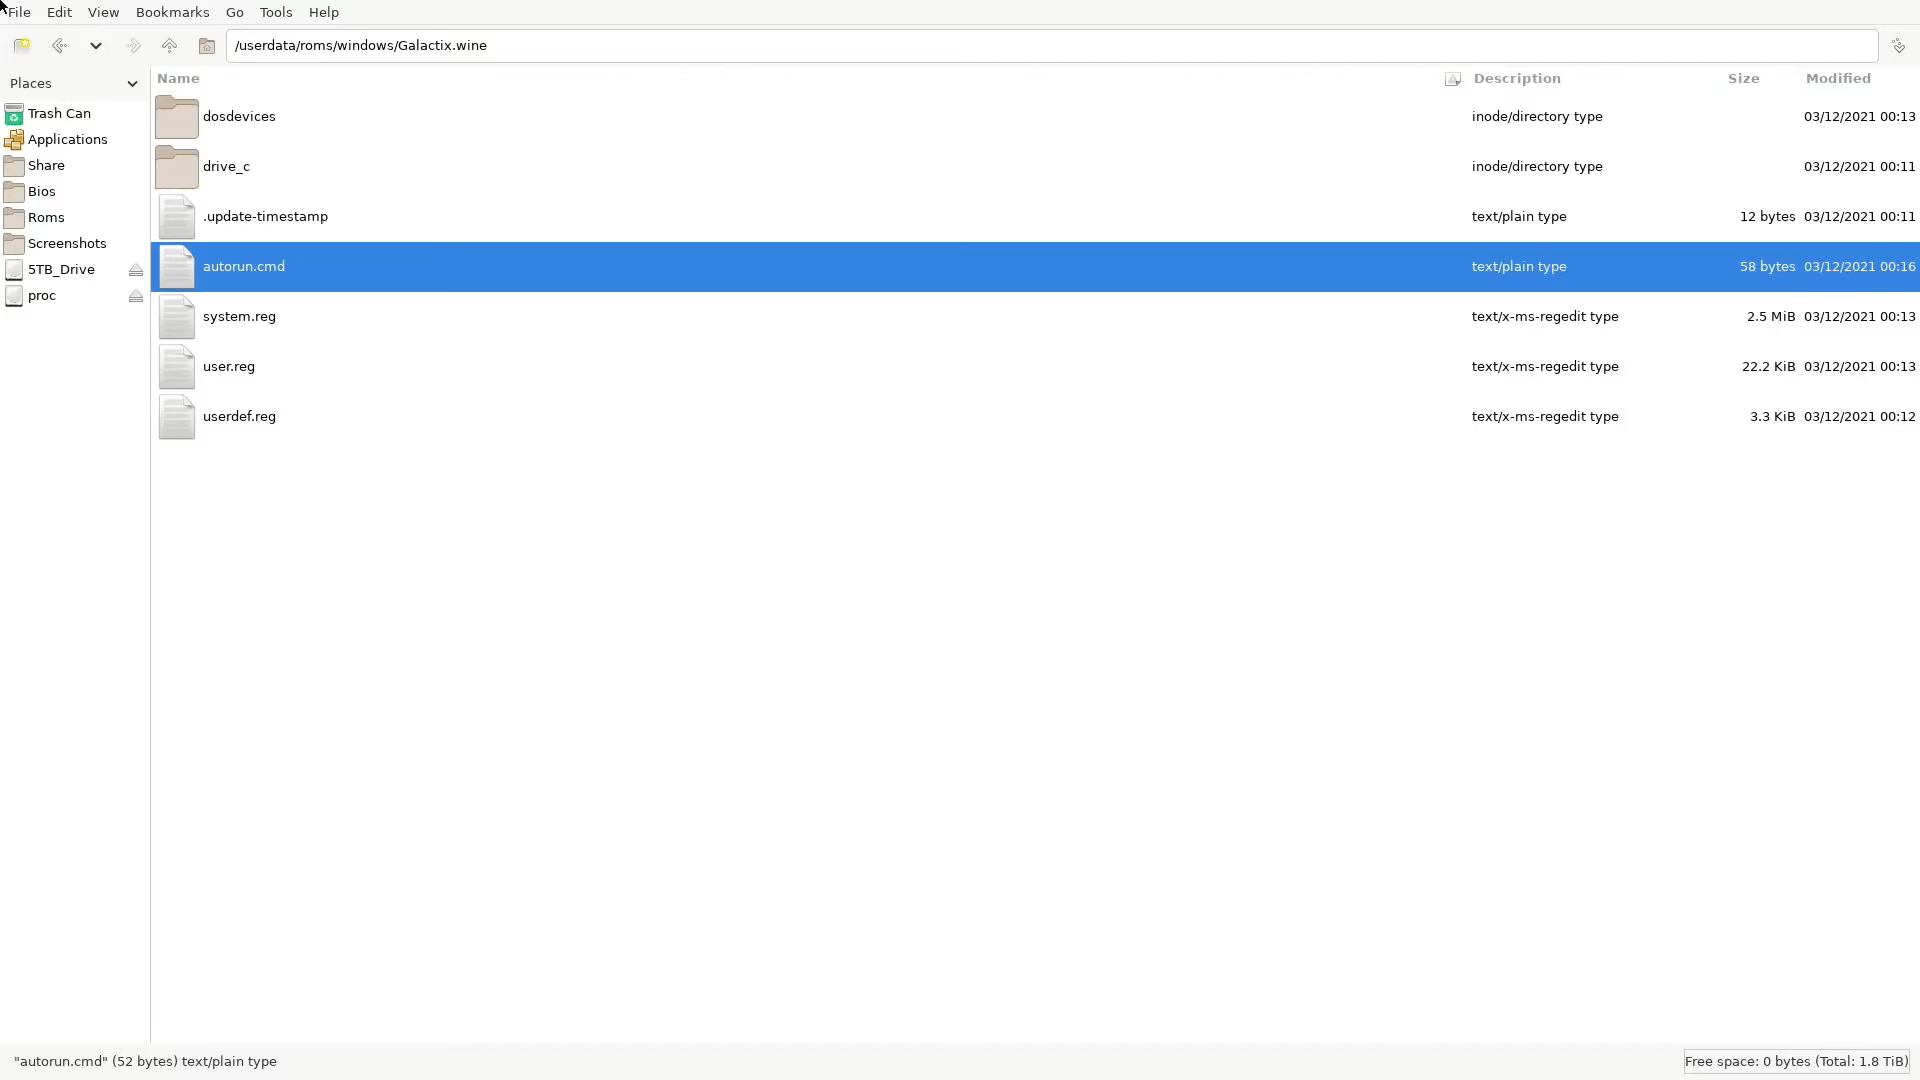 File Edit View Bookmarks Go Tools Help
/userdata/roms/windows/Galactix.wine
Places
Name Description Size Modified
Trash Can
Applications
Share
Bios
Roms
Screenshots
5TB_Drive
proc
dosdevices inode/directory type 03/12/2021 00:13
drive_c inode/directory type 03/12/2021 00:11
.update-timestamp text/plain type 12 bytes 03/12/2021 00:11
autorun.cmd text/plain type 58 bytes 03/12/2021 00:16
system.reg text/x-ms-regedit type 2.5 MiB 03/12/2021 00:13
user.reg text/x-ms-regedit type 22.2 KiB 03/12/2021 00:13
userdef.reg text/x-ms-regedit type 3.3 KiB 03/12/2021 00:12
"autorun.cmd" (52 bytes) text/plain type
Free space: 0 bytes (Total: 1.8 TiB)